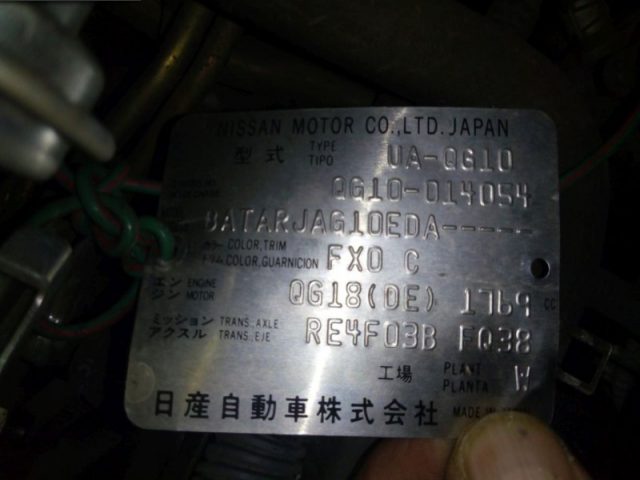 NISSAN MOTOR CO.,LTD. JAPAN
型式 TYPE TIPO UA-QG10
QG10-014054
BATARJAG10EDA-----
カラー COLOR,TRIM
トリム COLOR,GUARNICION FX0 C
エン ENGINE
ジン MOTOR QG18(DE) 1769 CC
ミッション TRANS.,AXLE
アクスル TRANS.,EJE RE4F03B FQ38
工場 PLANT PLANTA W
日産自動車株式会社 MADE IN JAPAN